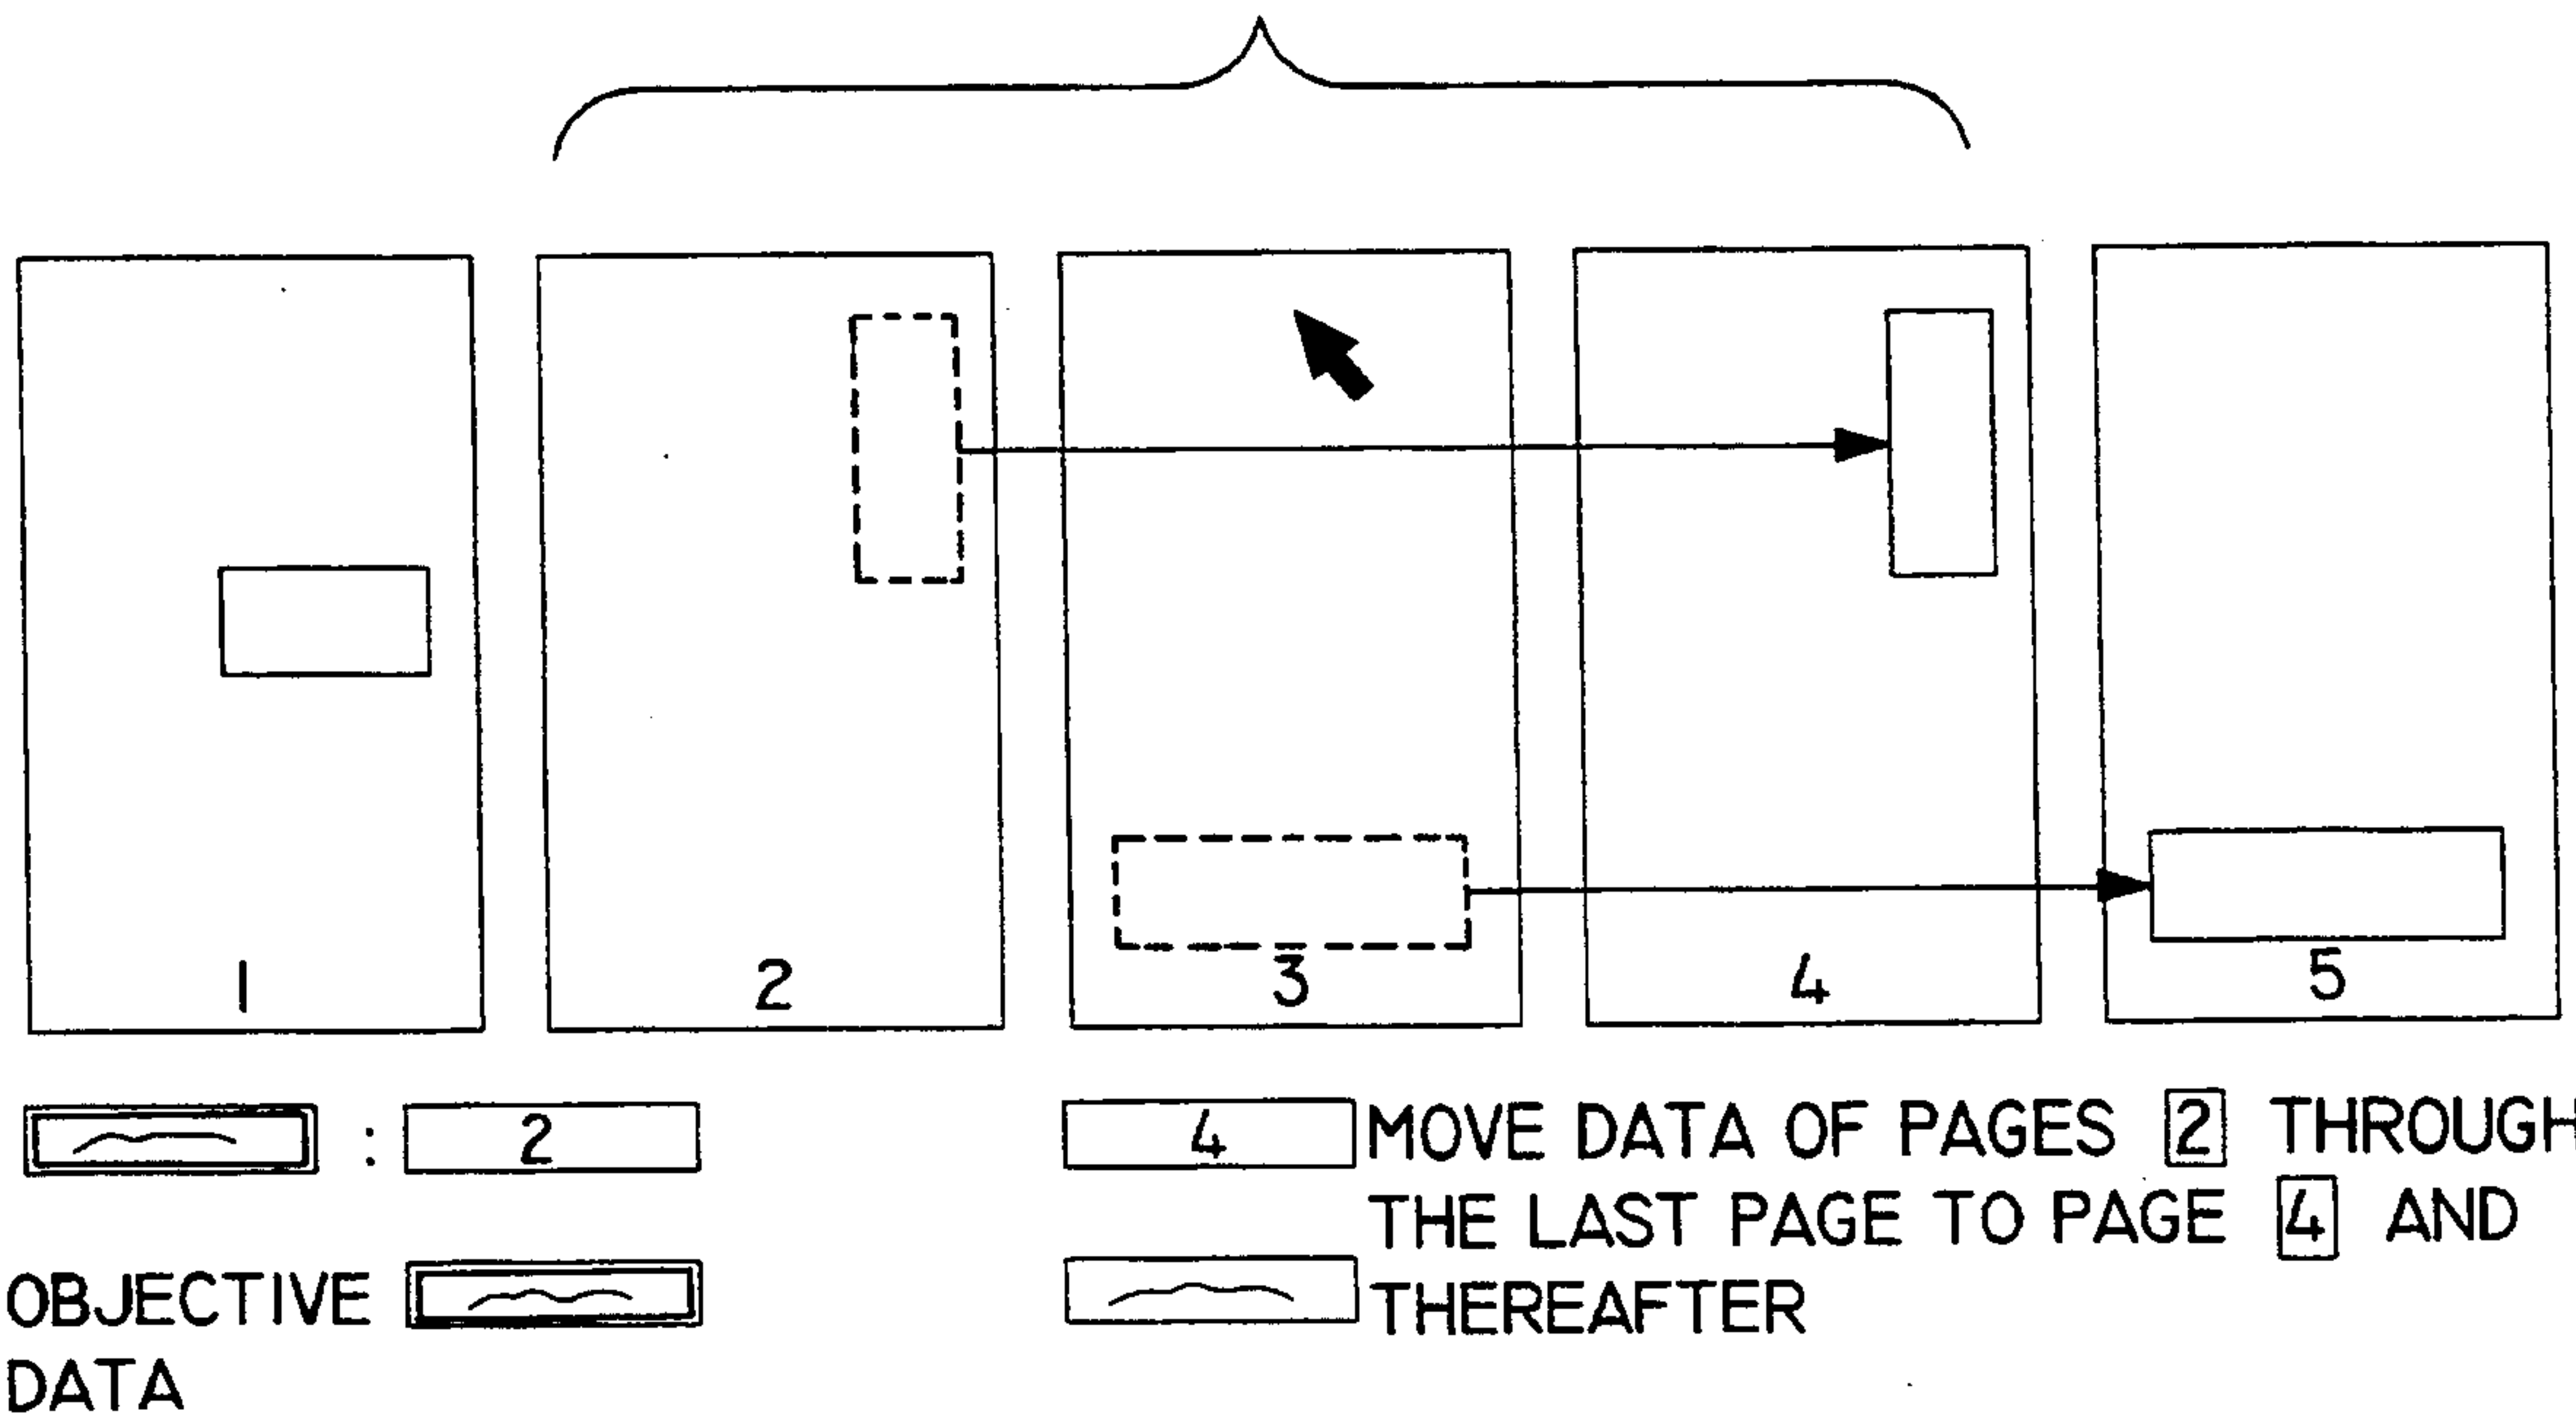 1 2 3 4 5
: 2 4 MOVE DATA OF PAGES 2 THROUGH
THE LAST PAGE TO PAGE 4 AND
OBJECTIVE THEREAFTER
DATA